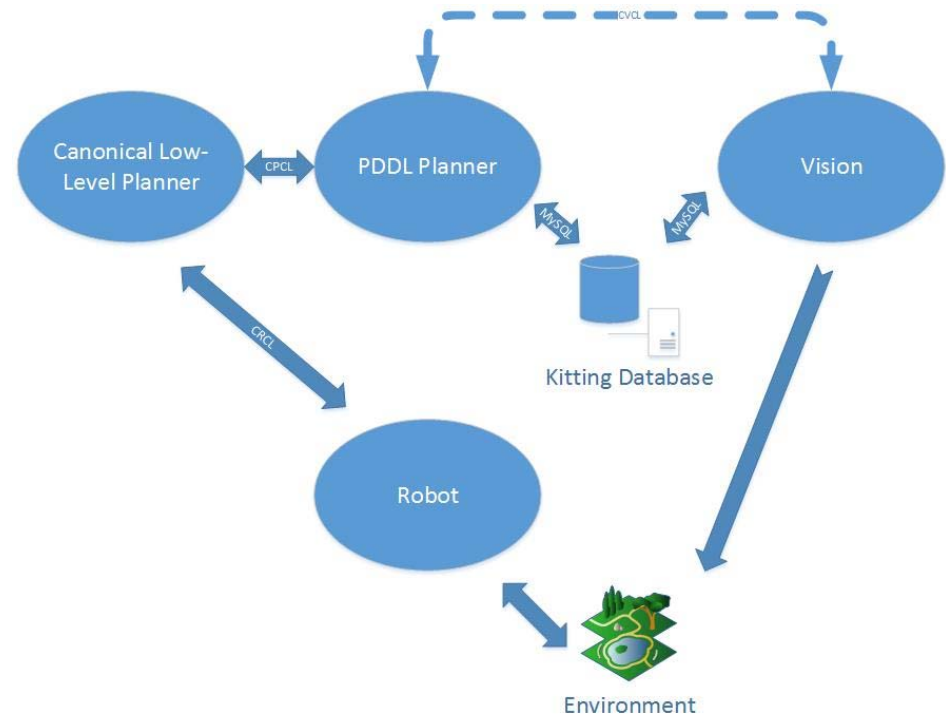 CVCL
Canonical Low-
Level Planner
CPCL
PDDL Planner
Vision
MySQL
MySQL
CRCL
Kitting Database
Robot
Environment